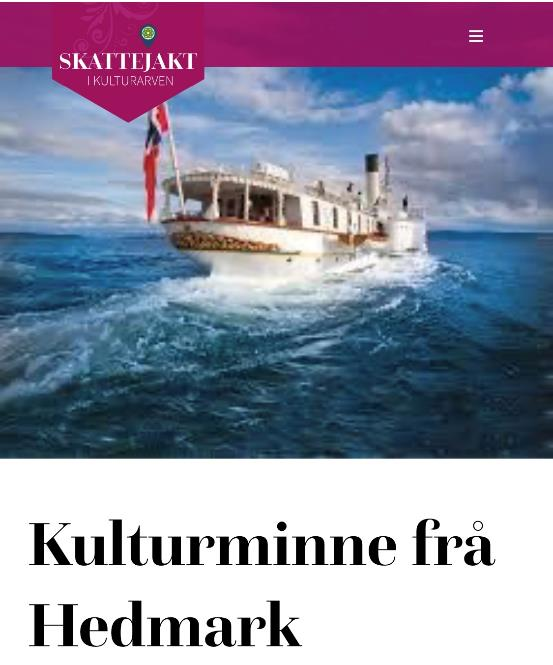 SKATTEJAKT
I KULTURARVEN
Kulturminne frå
Hedmark